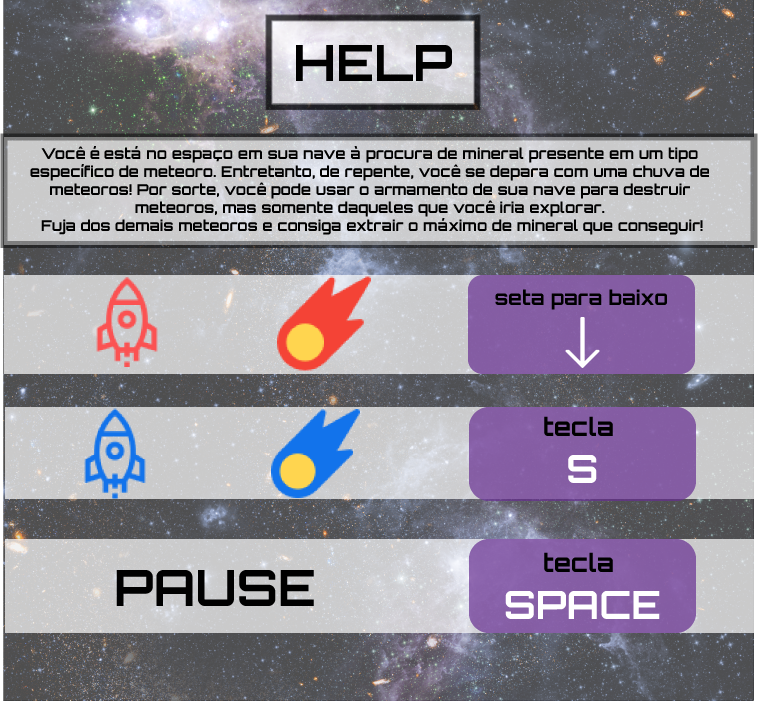 HELP
Você é está no espaço em sua nave à procura de mineral presente em um tipo
específico de meteoro. Entretanto, de repente, você se depara com uma chuva de
meteoros! Por sorte, você pode usar o armamento de sua nave para destruir
meteoros, mas somente daqueles que você iria explorar.
Fuja dos demais meteoros e consiga extrair o máximo de mineral que conseguir!
seta para baixo
tecla
S
PAUSE
tecla
SPACE